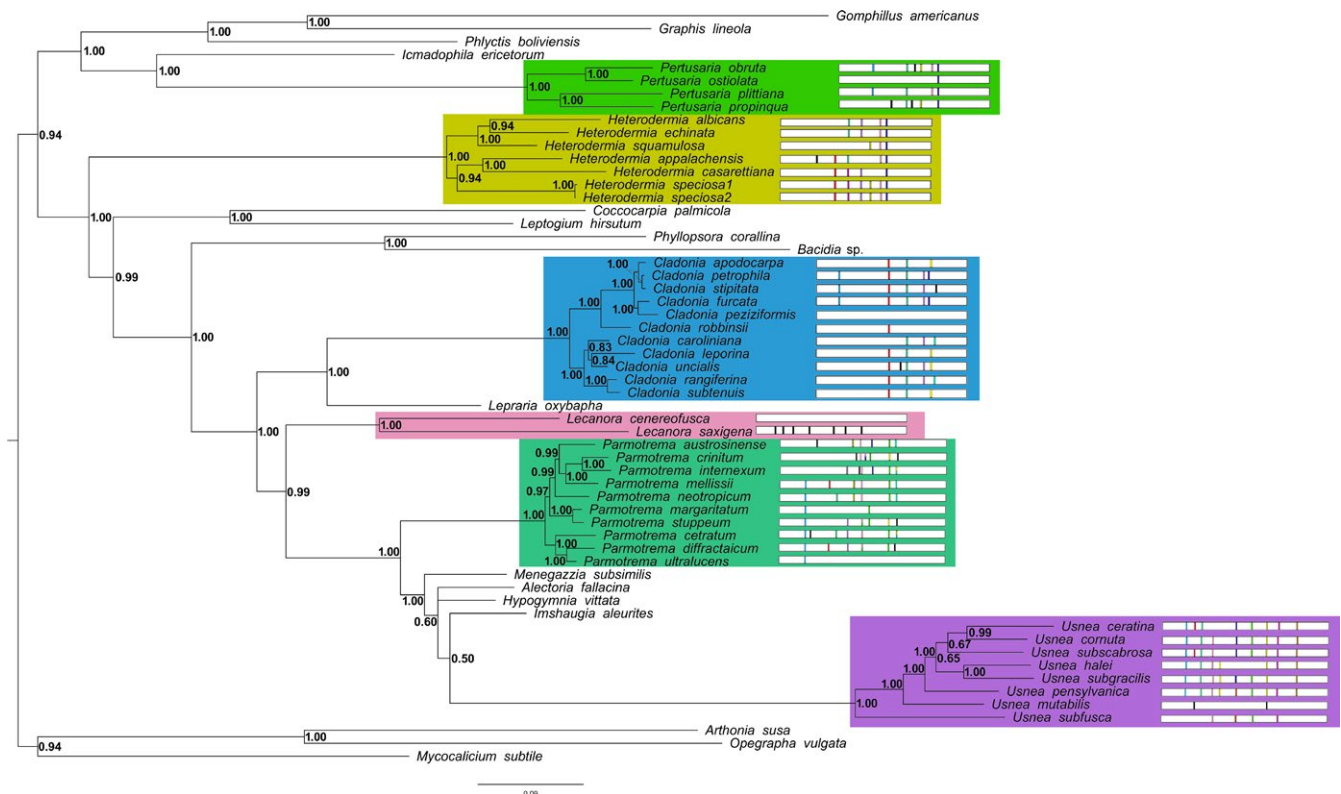 Gomphillus americanus
1.00
Graphis lineola
1.00
Phlyctis boliviensis
1.00
Icmadophila ericetorum
1.00
Pertusaria obruta
1.00
Pertusaria ostiolata
1.00
Pertusaria plittiana
1.00
Pertusaria propinqua
0.94
Heterodermia albicans
0.94
Heterodermia echinata
1.00
Heterodermia squamulosa
1.00
Heterodermia appalachensis
1.00
Heterodermia casarettiana
0.94
Heterodermia speciosa1
1.00
Heterodermia speciosa2
Coccocarpia palmicola
1.00
1.00
Leptogium hirsutum
Phyllopsora corallina
1.00
Bacidia sp.
0.99
Cladonia apodocarpa
1.00
Cladonia petrophila
1.00
Cladonia stipitata
Cladonia furcata
1.00
1.00
Cladonia peziziformis
Cladonia robbinsii
1.00
1.00
Cladonia caroliniana
0.83
Cladonia leporina
0.84
Cladonia uncialis
1.00
Cladonia rangiferina
1.00
Cladonia subtenuis
1.00
Lepraria oxybapha
Lecanora cenereofusca
1.00
Lecanora saxigena
1.00
Parmotrema austrosinense
0.99
Parmotrema crinitum
1.00
Parmotrema internexum
0.99
1.00
Parmotrema mellissii
0.97
Parmotrema neotropicum
0.99
Parmotrema margaritatum
1.00
Parmotrema stuppeum
1.00
Parmotrema cetratum
1.00
Parmotrema diffractaicum
1.00
Parmotrema ultralucens
1.00
Menegazzia subsimilis
Alectoria fallacina
1.00
Hypogymnia vittata
0.60
Imshaugia aleurites
0.50
Usnea ceratina
0.99
Usnea cornuta
0.67
Usnea subscabrosa
1.00
0.65
Usnea halei
1.00
Usnea subgracilis
1.00
Usnea pensylvanica
1.00
Usnea mutabilis
1.00
Usnea subfusca
Arthonia susa
1.00
Opegrapha vulgata
0.94
Mycocalicium subtile
0.09